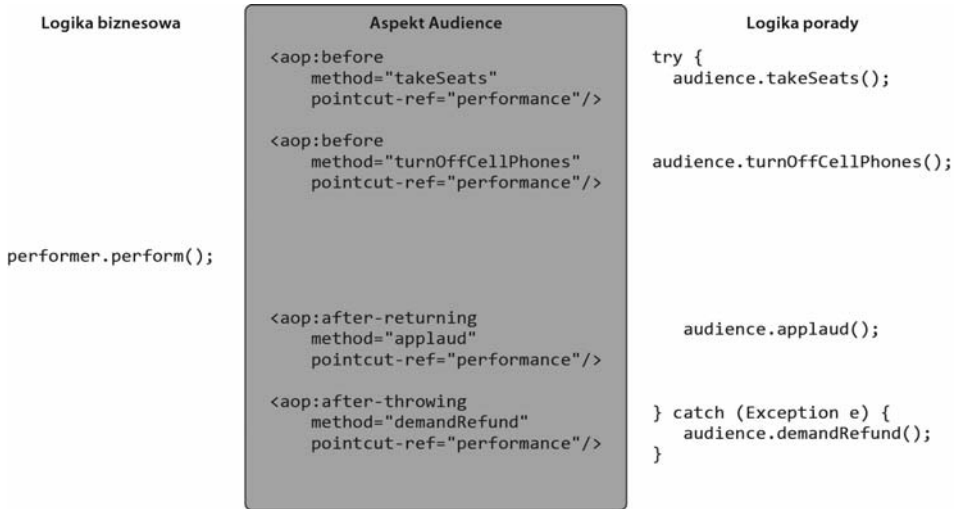 Logika biznesowa
Aspekt Audience
Logika porady
<aop:before
method="takeSeats"
pointcut-ref="performance"/>
try {
audience.takeSeats();
<aop:before
method="turnOffCellPhones"
pointcut-ref="performance"/>
audience.turnOffCellPhones();
performer.perform();
<aop:after-returning
method="applaud"
pointcut-ref="performance"/>
audience.applaud();
<aop:after-throwing
method="demandRefund"
pointcut-ref="performance"/>
} catch (Exception e) {
audience.demandRefund();
}